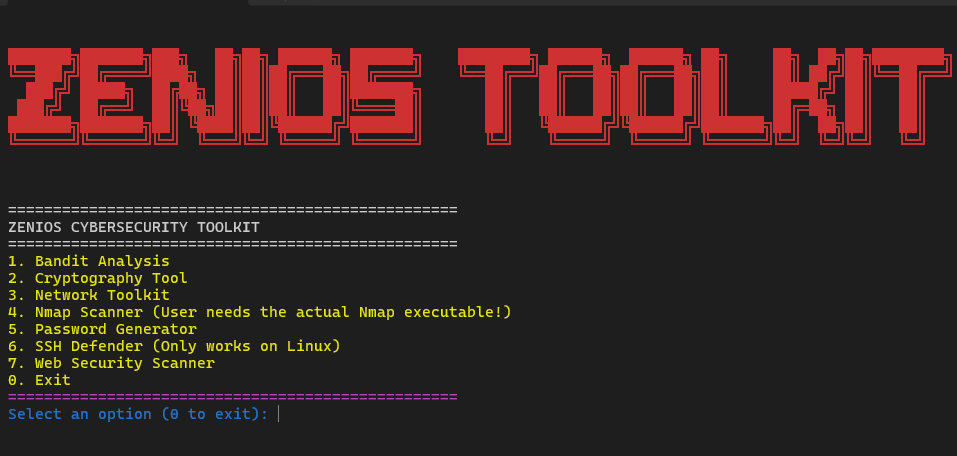 ZENIOS TOOLKIT
==================================================
ZENIOS CYBERSECURITY TOOLKIT
==================================================
1. Bandit Analysis
2. Cryptography Tool
3. Network Toolkit
4. Nmap Scanner (User needs the actual Nmap executable!)
5. Password Generator
6. SSH Defender (Only works on Linux)
7. Web Security Scanner
0. Exit
==================================================
Select an option (0 to exit):